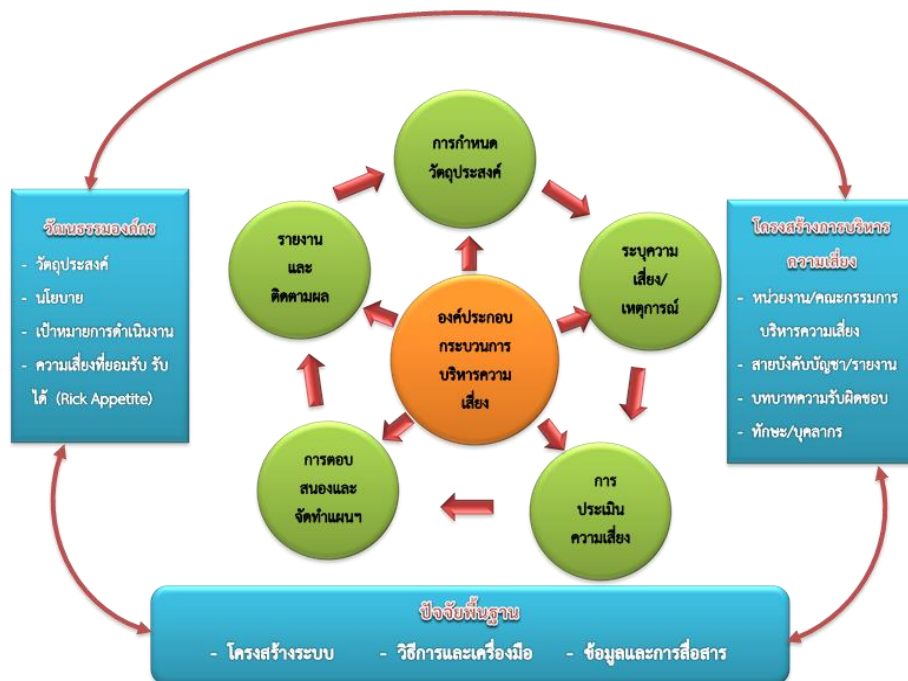 การกำหนด
วัตถุประสงค์
ระบุความ
เสี่ยง/
เหตุการณ์
การ
ประเมิน
ความเสี่ยง
การตอบ
สนองและ
จัดทำแผนฯ
รายงาน
และ
ติดตามผล
องค์ประกอบ
กระบวนการ
บริหารความ
เสี่ยง
วัฒนธรรมองค์กร
- วัตถุประสงค์
- นโยบาย
- เป้าหมายการดำเนินงาน
- ความเสี่ยงที่ยอมรับ รับ
ได้ (Rick Appetite)
โครงสร้างการบริหาร
ความเสี่ยง
- หน่วยงาน/คณะกรรมการ
บริหารความเสี่ยง
- สายบังคับบัญชา/รายงาน
- บทบาทความรับผิดชอบ
- ทักษะ/บุคลากร
ปัจจัยพื้นฐาน
- โครงสร้างระบบ - วิธีการและเครื่องมือ - ข้อมูลและการสื่อสาร